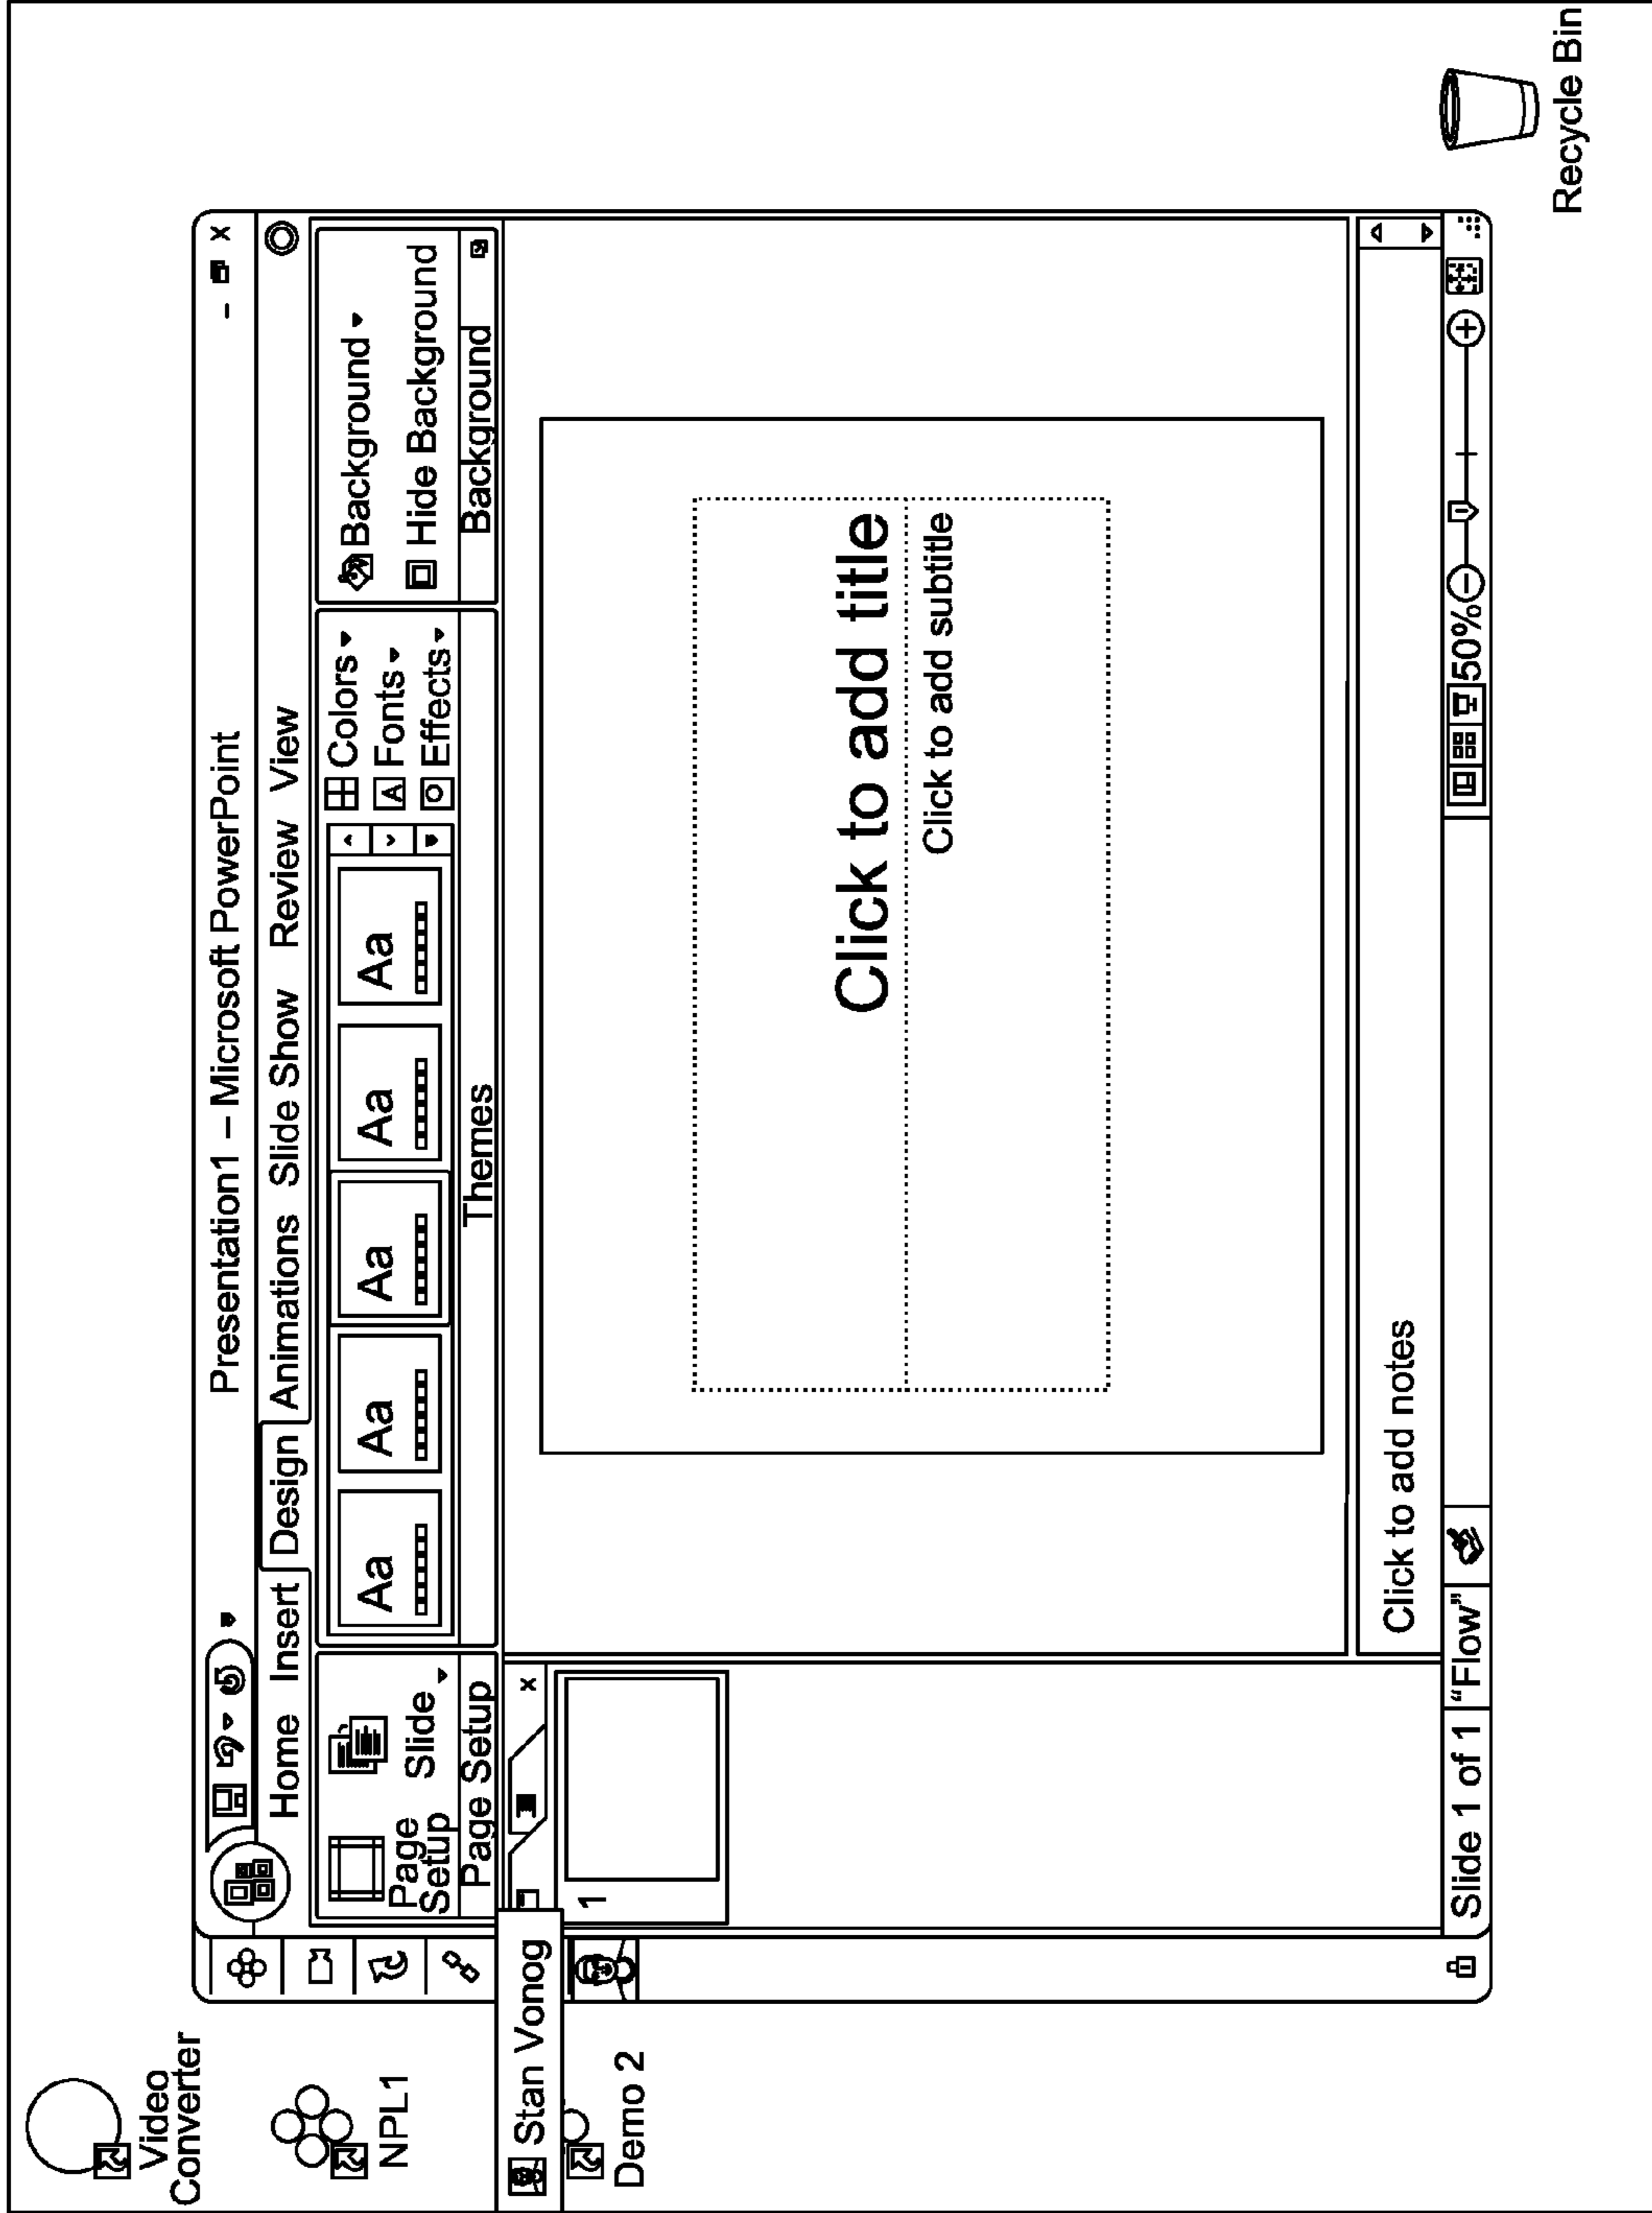 Video
Converter
NPL1
Stan Vonog
Demo 2
Presentation1 – Microsoft PowerPoint
– x
Home Insert Design Animations Slide Show Review View
Page
Setup
Slide
Page Setup
Aa Aa Aa Aa Aa
Themes
Colors
A Fonts
Effects
Background
Hide Background
Background
x
1
Click to add title
Click to add subtitle
Click to add notes
Slide 1 of 1 “Flow” 50%
Recycle Bin